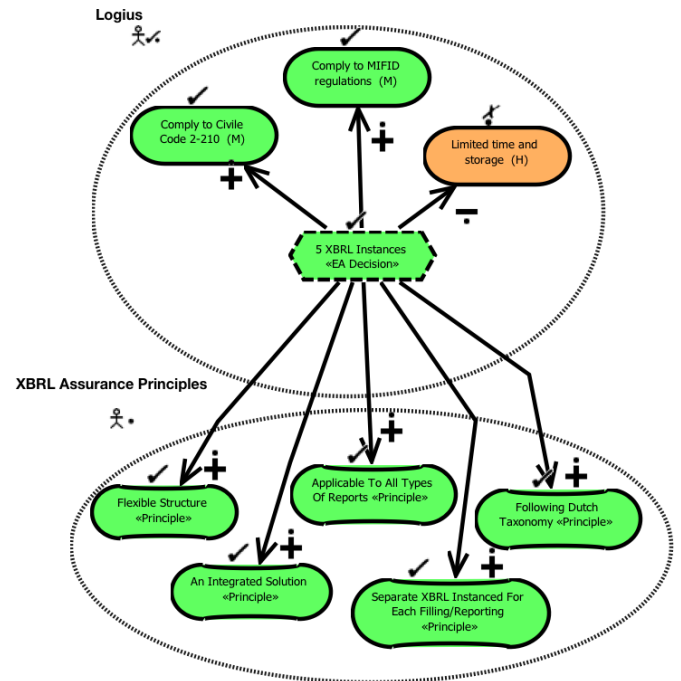 Logius
Comply to MIFID
regulations (M)
Comply to Civile
Code 2-210 (M)
Limited time and
storage (H)
5 XBRL Instances
«EA Decision»
XBRL Assurance Principles
Applicable To All Types
Of Reports «Principle»
Flexible Structure
«Principle»
Following Dutch
Taxonomy «Principle»
An Integrated Solution
«Principle»
Separate XBRL Instanced For
Each Filling/Reporting
«Principle»